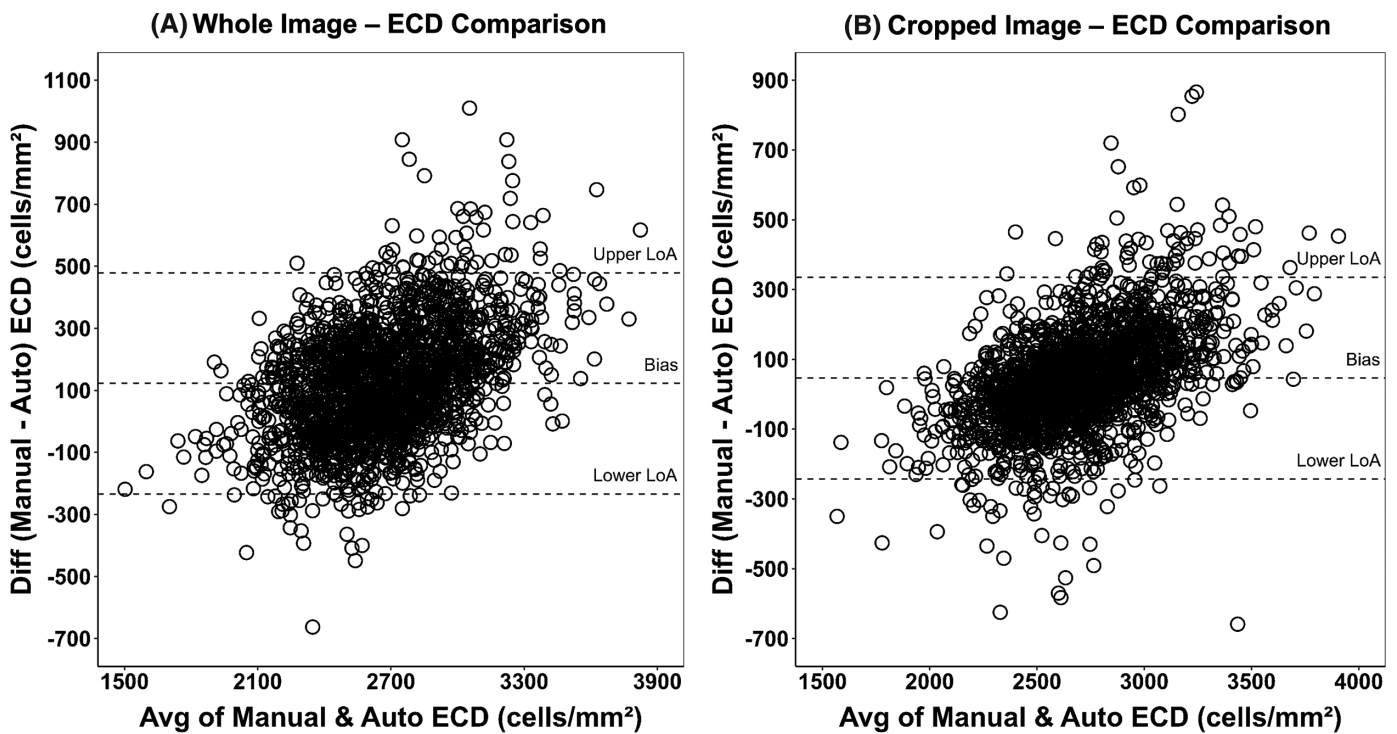 (A) Whole Image – ECD Comparison
Diff (Manual - Auto) ECD (cells/mm²)
1100
900
700
500
300
100
-100
-300
-500
-700
Upper LoA
Bias
Lower LoA
1500 2100 2700 3300 3900
Avg of Manual & Auto ECD (cells/mm²)
(B) Cropped Image – ECD Comparison
Diff (Manual - Auto) ECD (cells/mm²)
900
700
500
300
100
-100
-300
-500
-700
Upper LoA
Bias
Lower LoA
1500 2000 2500 3000 3500 4000
Avg of Manual & Auto ECD (cells/mm²)